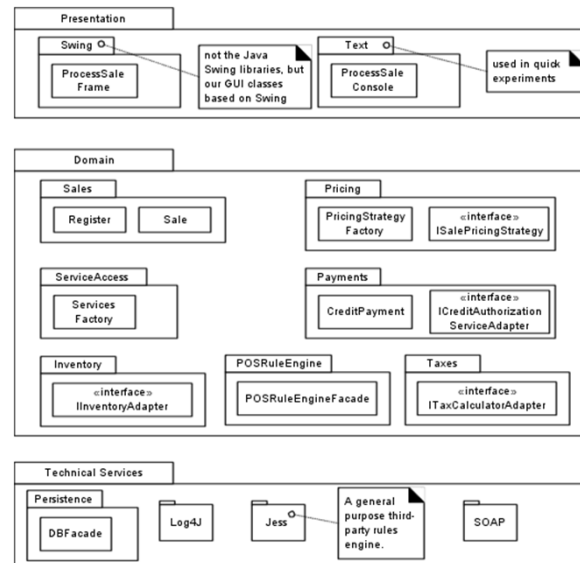 Presentation
Swing
ProcessSale
Frame
not the Java
Swing libraries, but
our GUI classes
based on Swing
Text
ProcessSale
Console
used in quick
experiments
Domain
Sales
Register
Sale
Pricing
PricingStrategy
Factory
«interface»
ISalePricingStrategy
ServiceAccess
Services
Factory
Payments
CreditPayment
«interface»
ICreditAuthorization
ServiceAdapter
Inventory
«interface»
IInventoryAdapter
POSRuleEngine
POSRuleEngineFacade
Taxes
«interface»
ITaxCalculatorAdapter
Technical Services
Persistence
DBFacade
Log4J
Jess
A general
purpose third-
party rules
engine.
SOAP